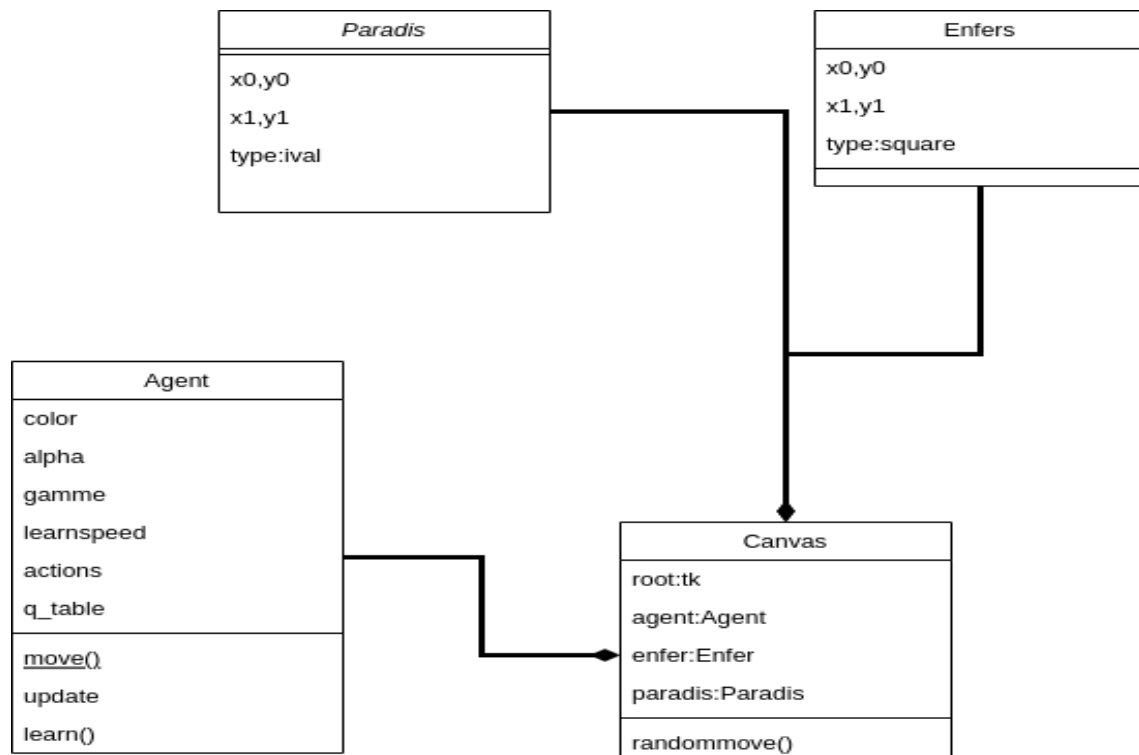 Paradis
x0,y0
x1,y1
type:ival
Enfers
x0,y0
x1,y1
type:square
Agent
color
alpha
gamme
learnspeed
actions
q_table
move()
update
learn()
Canvas
root:tk
agent:Agent
enfer:Enfer
paradis:Paradis
randommove()